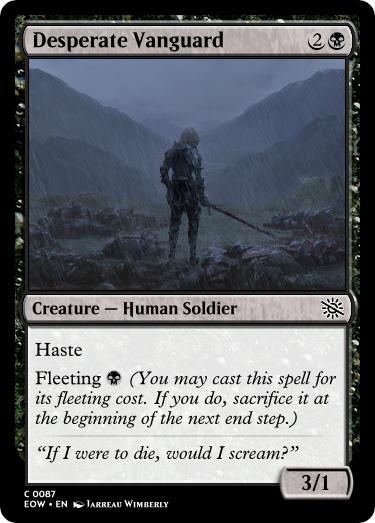 Desperate Vanguard 2
Creature — Human Soldier
Haste
Fleeting (You may cast this spell for
its fleeting cost. If you do, sacrifice it at
the beginning of the next end step.)
“If I were to die, would I scream?”
3/1
C 0087
EOW • EN Jarreau Wimberly